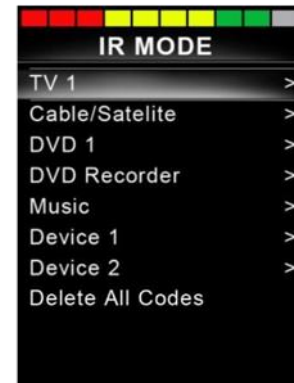 IR MODE
TV 1 >
Cable/Satelite >
DVD 1 >
DVD Recorder >
Music >
Device 1 >
Device 2 >
Delete All Codes